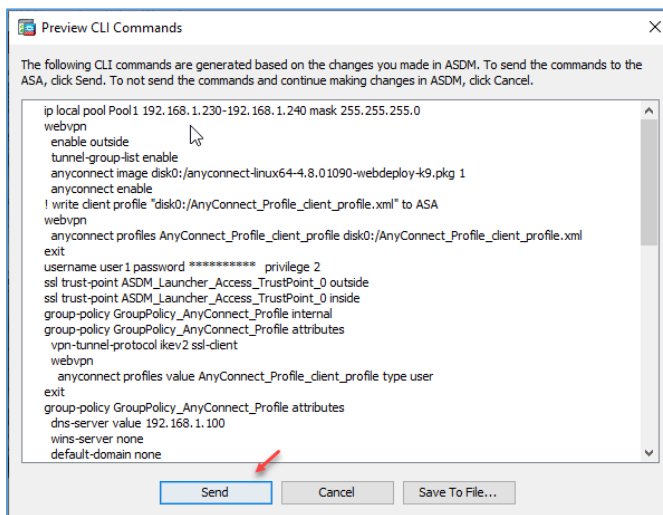 Preview CLI Commands
The following CLI commands are generated based on the changes you made in ASDM. To send the commands to the
ASA, click Send. To not send the commands and continue making changes in ASDM, click Cancel.
ip local pool Pool1 192.168.1.230-192.168.1.240 mask 255.255.255.0
webvpn
enable outside
tunnel-group-list enable
anyconnect image disk0:/anyconnect-linux64-4.8.01090-webdeploy-k9.pkg 1
anyconnect enable
! write client profile "disk0:/AnyConnect_Profile_client_profile.xml" to ASA
webvpn
anyconnect profiles AnyConnect_Profile_client_profile disk0:/AnyConnect_Profile_client_profile.xml
exit
username user1 password ********** privilege 2
ssl trust-point ASDM_Launcher_Access_TrustPoint_0 outside
ssl trust-point ASDM_Launcher_Access_TrustPoint_0 inside
group-policy GroupPolicy_AnyConnect_Profile internal
group-policy GroupPolicy_AnyConnect_Profile attributes
vpn-tunnel-protocol ikev2 ssl-client
webvpn
anyconnect profiles value AnyConnect_Profile_client_profile type user
exit
group-policy GroupPolicy_AnyConnect_Profile attributes
dns-server value 192.168.1.100
wins-server none
default-domain none
Send Cancel Save To File...